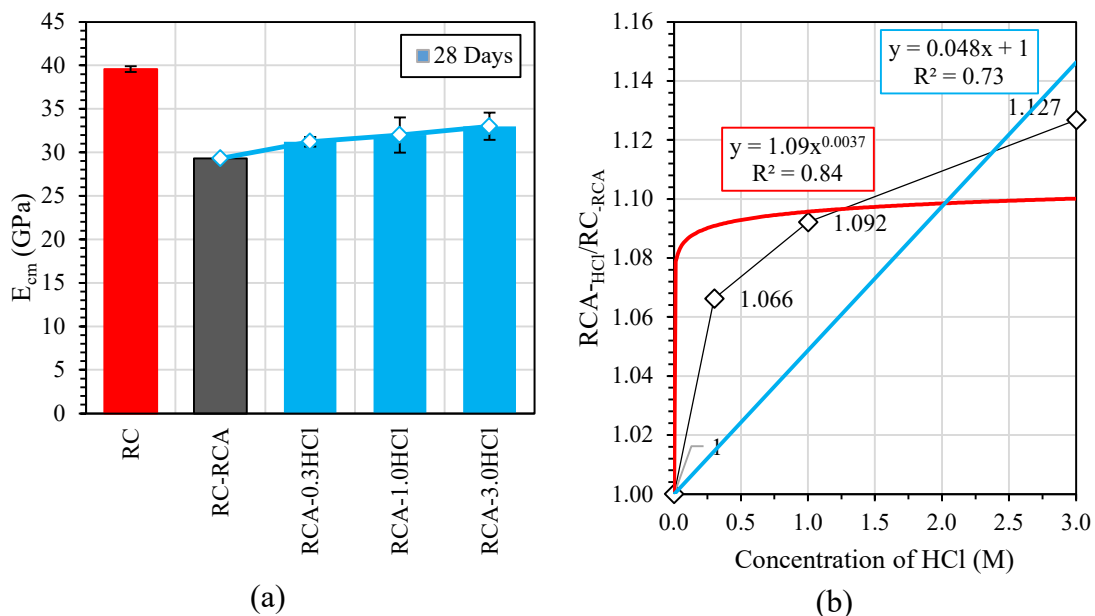 45
40
35
30
25
20
15
10
5
0
E_cm (GPa)
28 Days
RC
RC-RCA
RCA-0.3HCl
RCA-1.0HCl
RCA-3.0HCl
(a)
1.16
1.14
1.12
1.10
1.08
1.06
1.04
1.02
1.00
RCA-HCl/RC-RCA
y = 0.048x + 1
R² = 0.73
1.127
y = 1.09x^0.0037
R² = 0.84
1.092
1.066
1
0.0 0.5 1.0 1.5 2.0 2.5 3.0
Concentration of HCl (M)
(b)